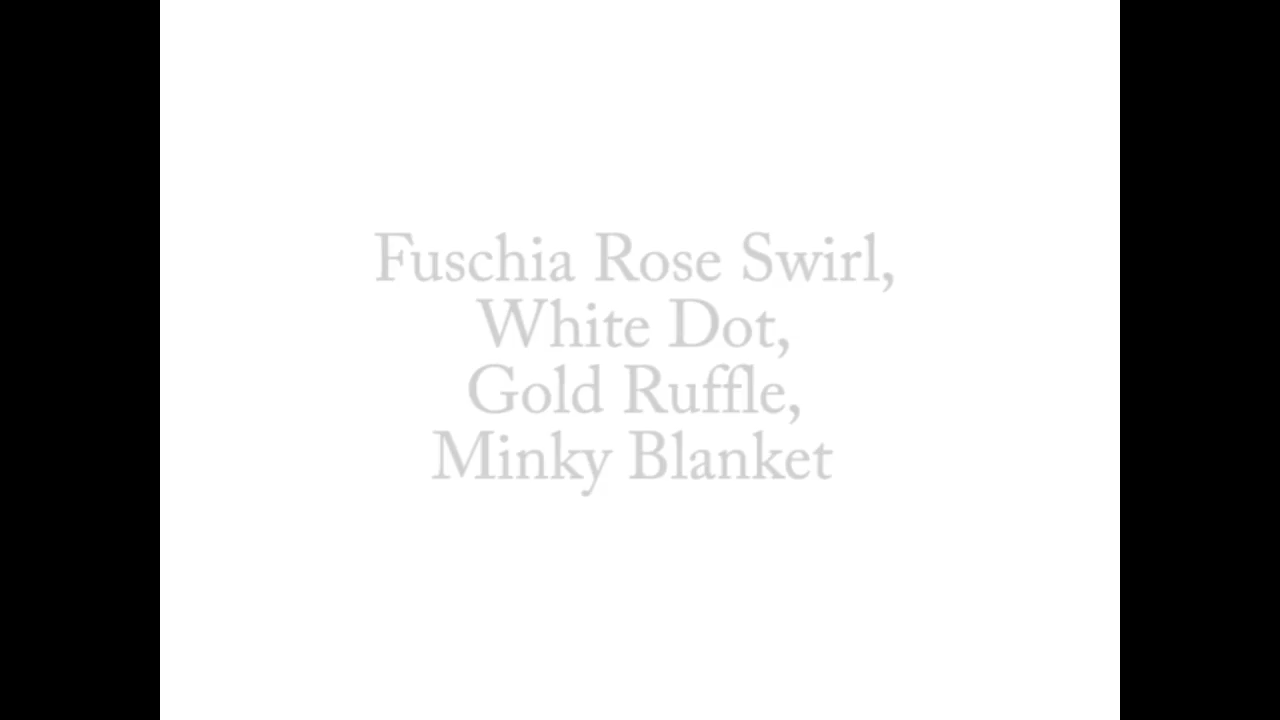 Fuschia Rose Swirl,
White Dot,
Gold Ruffle,
Minky Blanket